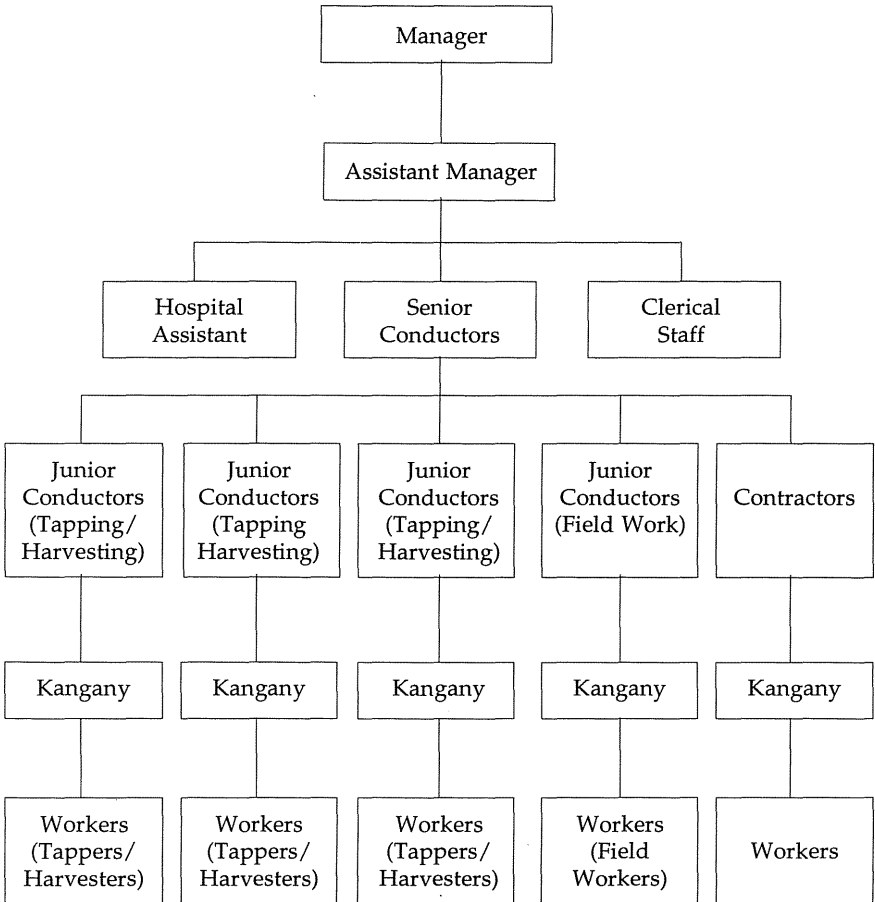 Manager
Assistant Manager
Hospital
Assistant
Senior
Conductors
Clerical
Staff
Junior
Conductors
(Tapping/
Harvesting)
Junior
Conductors
(Tapping
Harvesting)
Junior
Conductors
(Tapping/
Harvesting)
Junior
Conductors
(Field Work)
Contractors
Kangany
Kangany
Kangany
Kangany
Kangany
Workers
(Tappers/
Harvesters)
Workers
(Tappers/
Harvesters)
Workers
(Tappers/
Harvesters)
Workers
(Field
Workers)
Workers